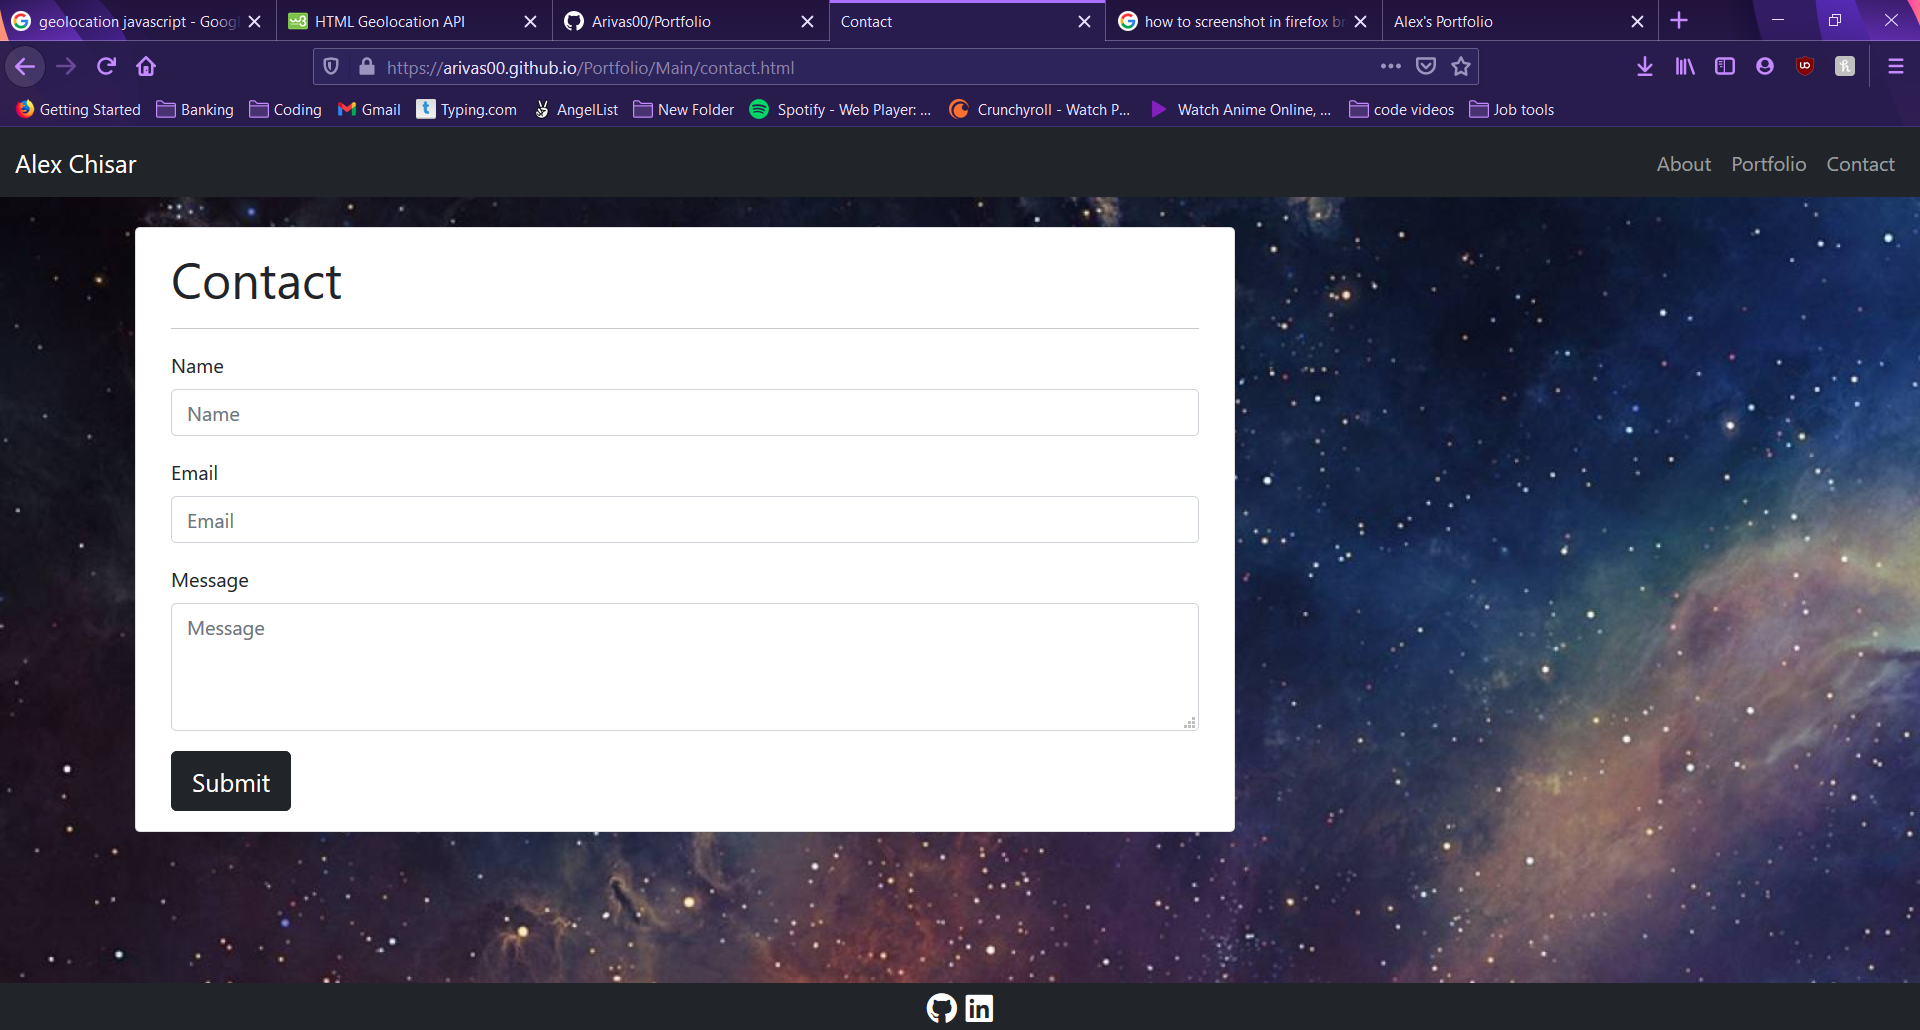 geolocation javascript - Goog
HTML Geolocation API
Arivas00/Portfolio
Contact
how to screenshot in firefox br
Alex's Portfolio
https://arivas00.github.io/Portfolio/Main/contact.html
Getting Started
Banking
Coding
Gmail
Typing.com
AngelList
New Folder
Spotify - Web Player: ...
Crunchyroll - Watch P...
Watch Anime Online, ...
code videos
Job tools
Alex Chisar
About
Portfolio
Contact
Contact
Name
Name
Email
Email
Message
Message
Submit